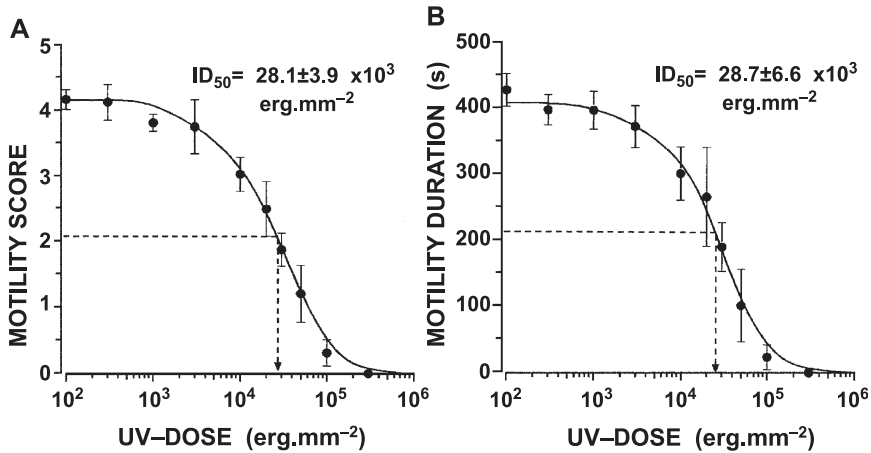 A
MOTILITY SCORE
5
4
3
2
1
0
ID₅₀= 28.1±3.9 x10³
erg.mm⁻²
10² 10³ 10⁴ 10⁵ 10⁶
UV–DOSE (erg.mm⁻²)
B
MOTILITY DURATION (s)
500
400
300
200
100
0
ID₅₀= 28.7±6.6 x10³
erg.mm⁻²
10² 10³ 10⁴ 10⁵ 10⁶
UV–DOSE (erg.mm⁻²)